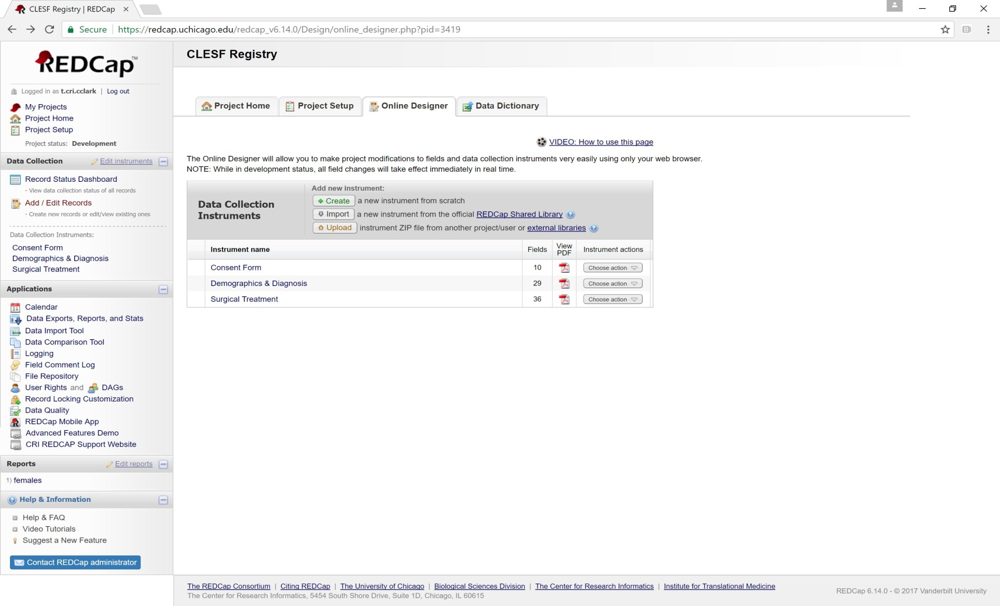 CLESF Registry | REDCap
Secure | https://redcap.uchicago.edu/redcap_v6.14.0/Design/online_designer.php?pid=3419
REDCap™
Logged in as t.cri.cclark | Log out
My Projects
Project Home
Project Setup
Project status: Development
Data Collection Edit instruments
Record Status Dashboard
- View data collection status of all records
Add / Edit Records
- Create new records or edit/view existing ones
Data Collection Instruments:
Consent Form
Demographics & Diagnosis
Surgical Treatment
Applications
Calendar
Data Exports, Reports, and Stats
Data Import Tool
Data Comparison Tool
Logging
Field Comment Log
File Repository
User Rights and DAGs
Record Locking Customization
Data Quality
REDCap Mobile App
Advanced Features Demo
CRI REDCAP Support Website
Reports Edit reports
1) females
Help & Information
Help & FAQ
Video Tutorials
Suggest a New Feature
Contact REDCap administrator
CLESF Registry
Project Home Project Setup Online Designer Data Dictionary
VIDEO: How to use this page
The Online Designer will allow you to make project modifications to fields and data collection instruments very easily using only your web browser.
NOTE: While in development status, all field changes will take effect immediately in real time.
Data Collection
Instruments
Add new instrument:
Create a new instrument from scratch
Import a new instrument from the official REDCap Shared Library
Upload instrument ZIP file from another project/user or external libraries
Instrument name Fields View PDF Instrument actions
Consent Form 10 Choose action
Demographics & Diagnosis 29 Choose action
Surgical Treatment 36 Choose action
The REDCap Consortium | Citing REDCap | The University of Chicago | Biological Sciences Division | The Center for Research Informatics | Institute for Translational Medicine
The Center for Research Informatics, 5454 South Shore Drive, Suite 1D, Chicago, IL 60615
REDCap 6.14.0 - © 2017 Vanderbilt University